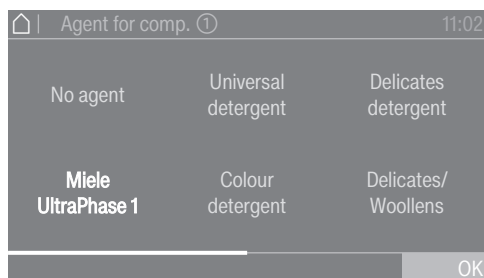 Agent for comp. ①
11:02
No agent
Universal
detergent
Delicates
detergent
Miele
UltraPhase 1
Colour
detergent
Delicates/
Woollens
OK